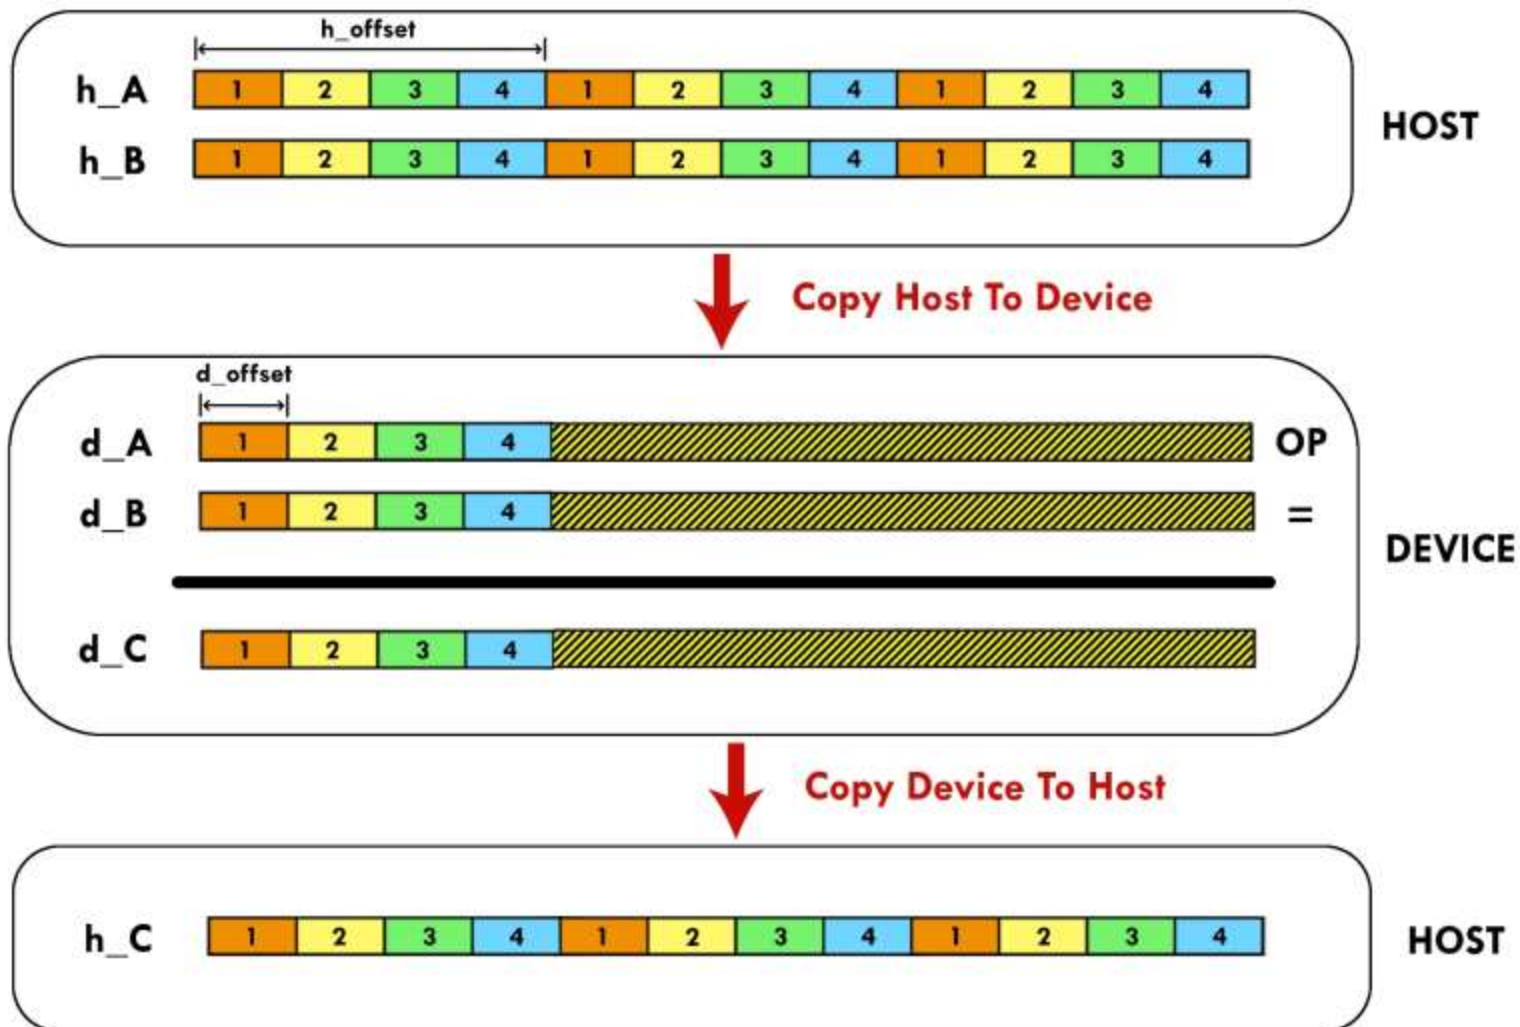 h_offset
h_A 1 2 3 4 1 2 3 4 1 2 3 4
HOST
h_B 1 2 3 4 1 2 3 4 1 2 3 4
Copy Host To Device
d_offset
d_A 1 2 3 4 OP
d_B 1 2 3 4 =
DEVICE
d_C 1 2 3 4
Copy Device To Host
h_C 1 2 3 4 1 2 3 4 1 2 3 4
HOST